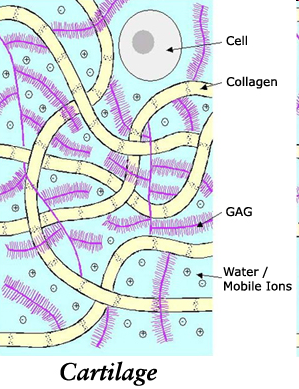 Cell
Collagen
GAG
Water /
Mobile Ions
Cartilage